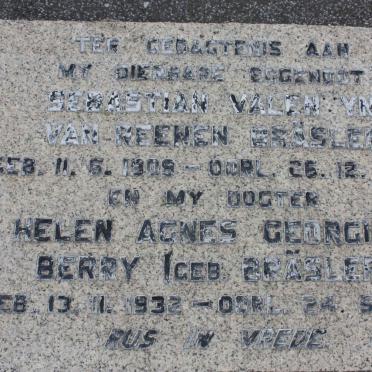 TER GEDAGTENIS AAN
MY DIERBARE EGGENOOT
SEBASTIAN VALENTYN
VAN REENEN BRÄSLER
GEB. 11. 6. 1909 — OORL. 26. 12.
EN MY DOGTER
HELEN AGNES GEORGI
BERRY (GEB. BRÄSLER
GEB. 13. 11. 1932 — OORL. 24.
RUS IN VREDE